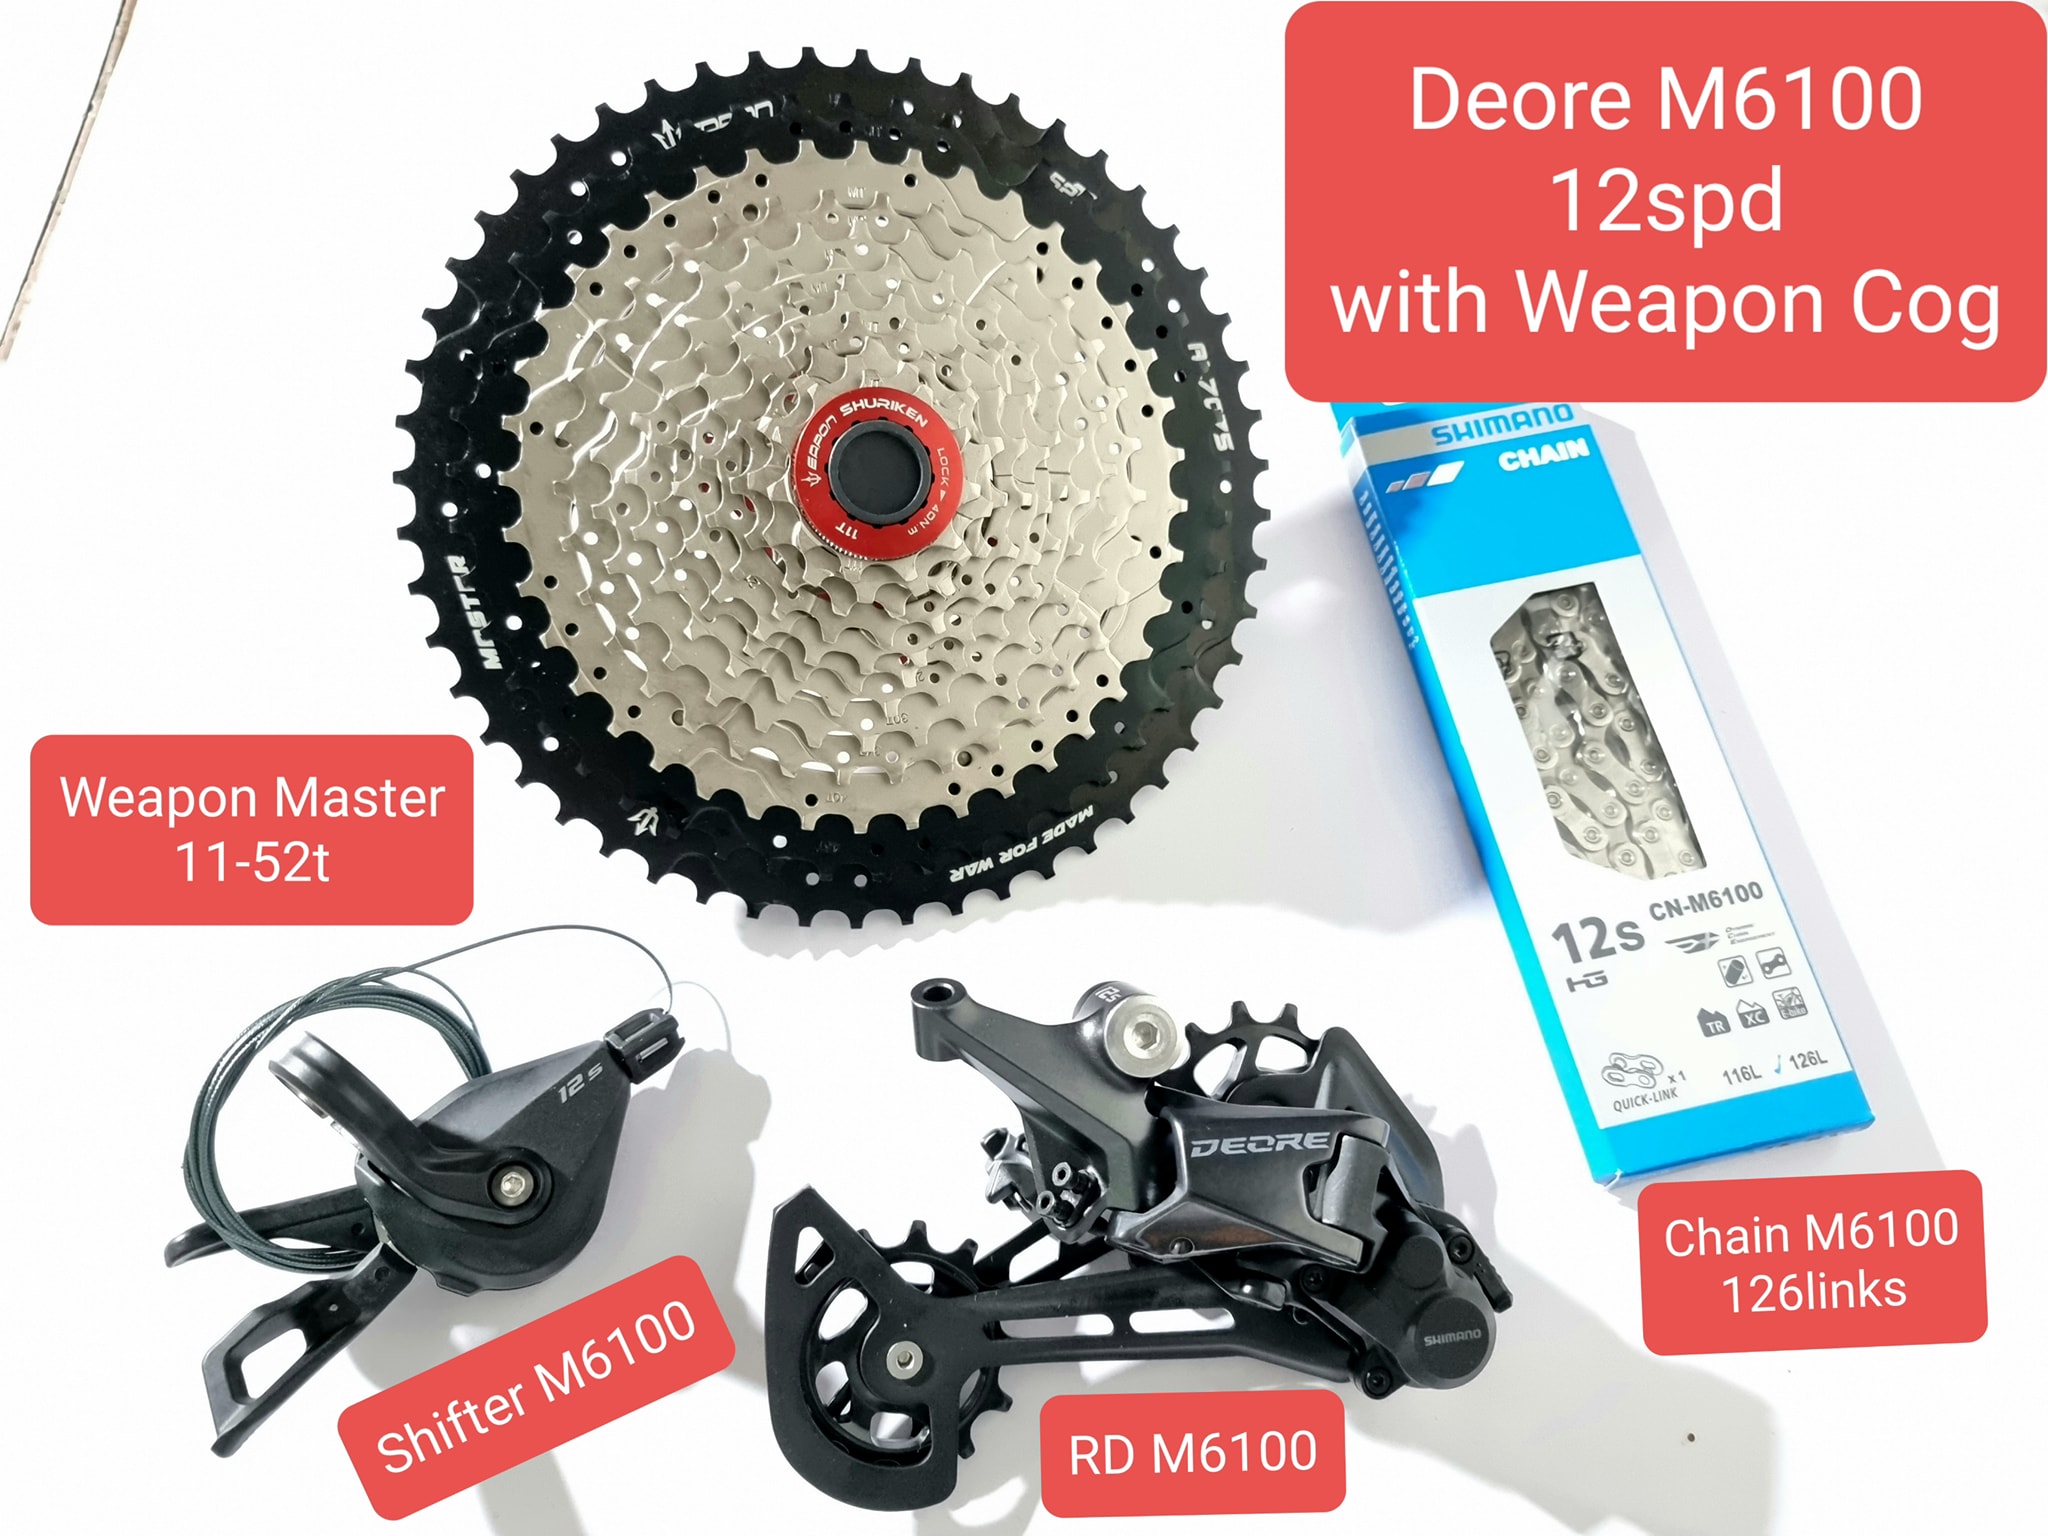 Deore M6100
12spd
with Weapon Cog
Weapon Master
11-52t
Shifter M6100
RD M6100
Chain M6100
126links
SHIMANO
CHAIN
CN-M6100
12s
HG
TR
XC
E-bike
x1
QUICK-LINK
116L
126L
WEAPON SHURIKEN
LOCK
40N m
11T
MASTER
MADE FOR WAR
30T
12s
DEORE
SHIMANO